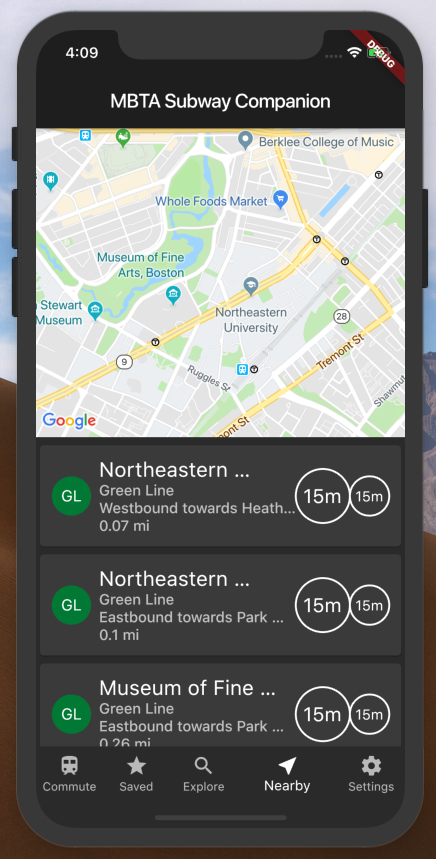 4:09
DEBUG
MBTA Subway Companion
Berklee College of Music
Whole Foods Market
Museum of Fine
Arts, Boston
Stewart
Museum
Northeastern
University
28
9
Tremont St
Ruggles St
Shawmut
ont St
Google
Northeastern ...
GL
Green Line
Westbound towards Heath...
0.07 mi
15m
15m
Northeastern ...
GL
Green Line
Eastbound towards Park ...
0.1 mi
15m
15m
Museum of Fine ...
GL
Green Line
Eastbound towards Park ...
0.26 mi
15m
15m
Commute
Saved
Explore
Nearby
Settings